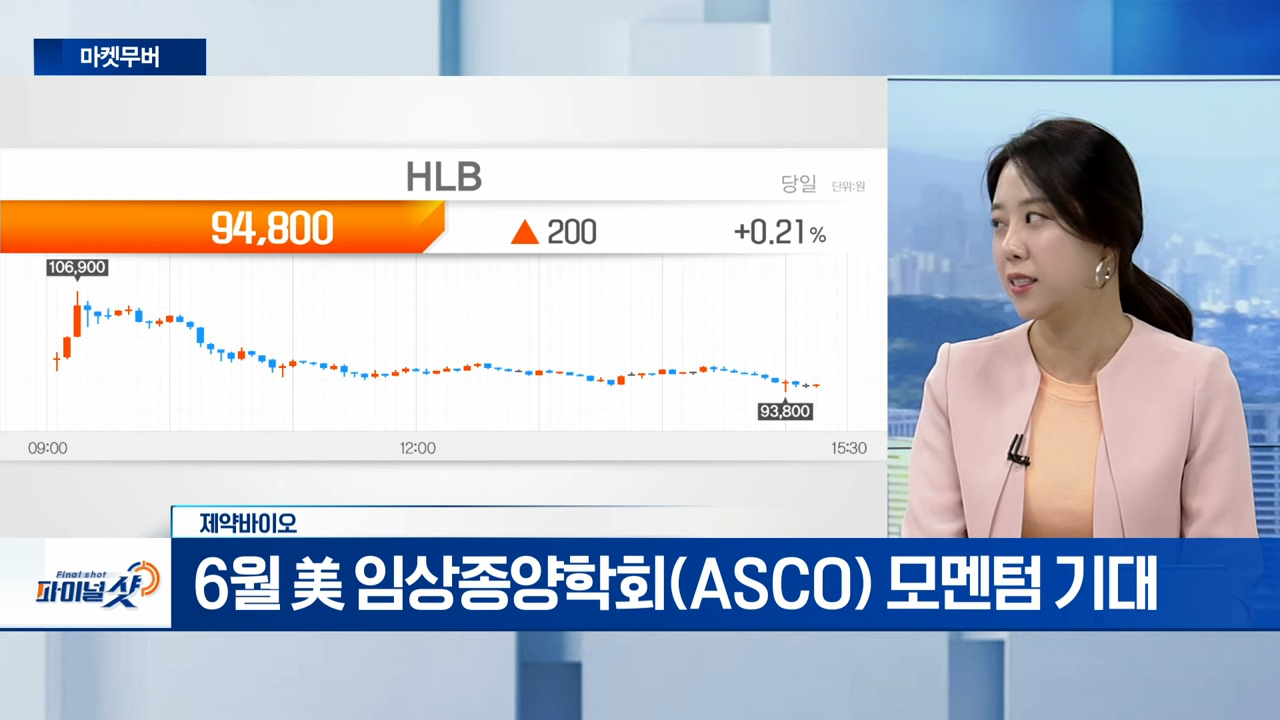 마켓무버
HLB
당일 단위:원
94,800 ▲ 200 +0.21%
106,900
93,800
09:00 12:00 15:30
제약바이오
Final shot
파이널샷
6월 美 임상종양학회(ASCO) 모멘텀 기대